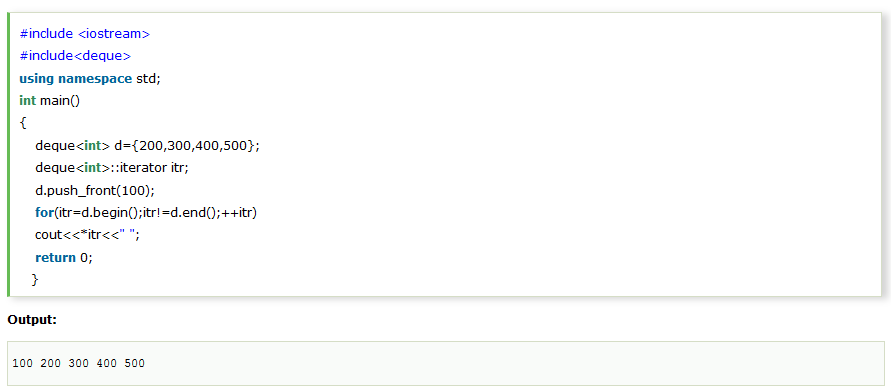 #include <iostream>
#include<deque>
using namespace std;
int main()
{
deque<int> d={200,300,400,500};
deque<int>::iterator itr;
d.push_front(100);
for(itr=d.begin();itr!=d.end();++itr)
cout<<*itr<<" ";
return 0;
}
Output:
100 200 300 400 500